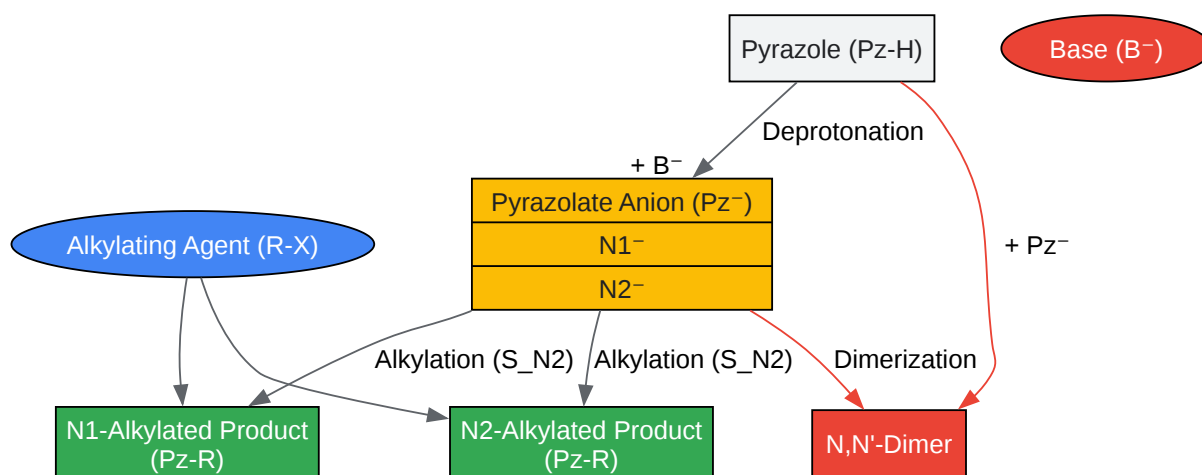 Pyrazole (Pz-H)
Base (B⁻)
Deprotonation
+ B⁻
Pyrazolate Anion (Pz⁻)
N1⁻
N2⁻
Alkylating Agent (R-X)
+ Pz⁻
Alkylation (S_N2)
Alkylation (S_N2)
Dimerization
N1-Alkylated Product
(Pz-R)
N2-Alkylated Product
(Pz-R)
N,N'-Dimer